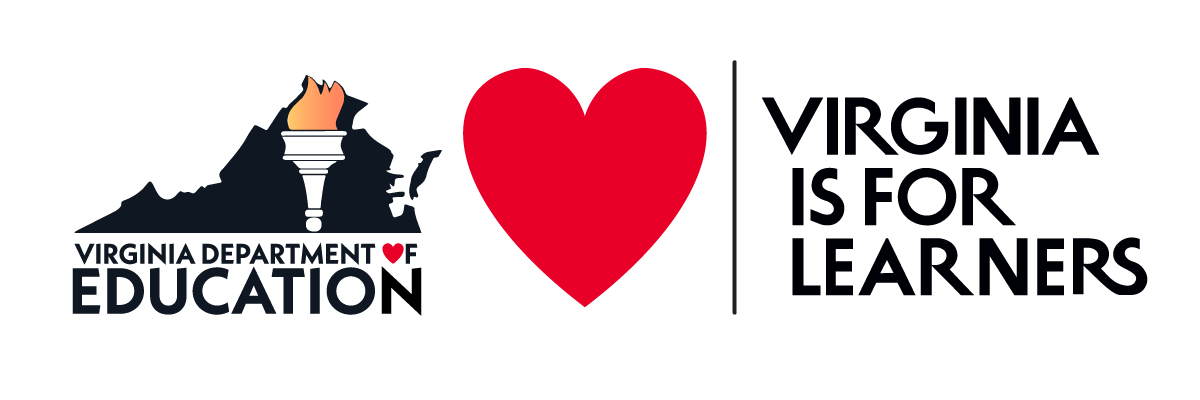 VIRGINIA DEPARTMENT OF
EDUCATION
VIRGINIA
IS FOR
LEARNERS